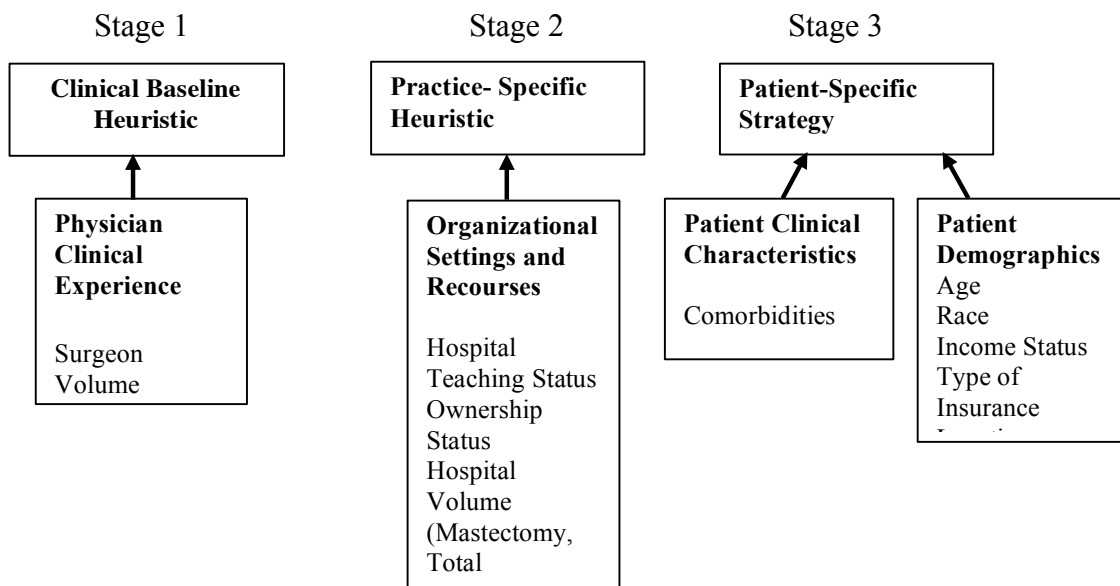 Stage 1
Stage 2
Stage 3
Clinical Baseline
Heuristic
Practice- Specific
Heuristic
Patient-Specific
Strategy
Physician
Clinical
Experience
Surgeon
Volume
Organizational
Settings and
Recourses
Hospital
Teaching Status
Ownership
Status
Hospital
Volume
(Mastectomy,
Total
Patient Clinical
Characteristics
Comorbidities
Patient
Demographics
Age
Race
Income Status
Type of
Insurance